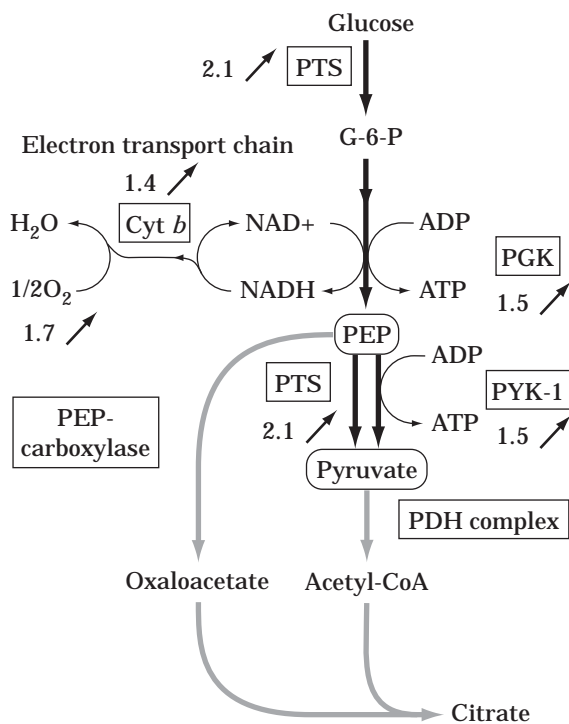 Glucose
2.1
PTS
G-6-P
Electron transport chain
1.4
H₂O
Cyt b
NAD+
ADP
PGK
1/2O₂
NADH
ATP
1.5
1.7
PEP
ADP
PTS
PYK-1
PEP-
carboxylase
2.1
ATP
1.5
Pyruvate
PDH complex
Oxaloacetate
Acetyl-CoA
Citrate